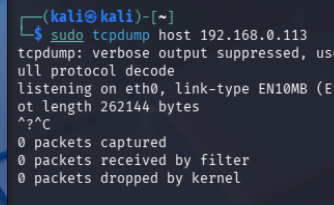 ┌──(kali㉿kali)-[~]
└─$ sudo tcpdump host 192.168.0.113
tcpdump: verbose output suppressed, us
ull protocol decode
listening on eth0, link-type EN10MB (E
ot length 262144 bytes
^?^C
0 packets captured
0 packets received by filter
0 packets dropped by kernel